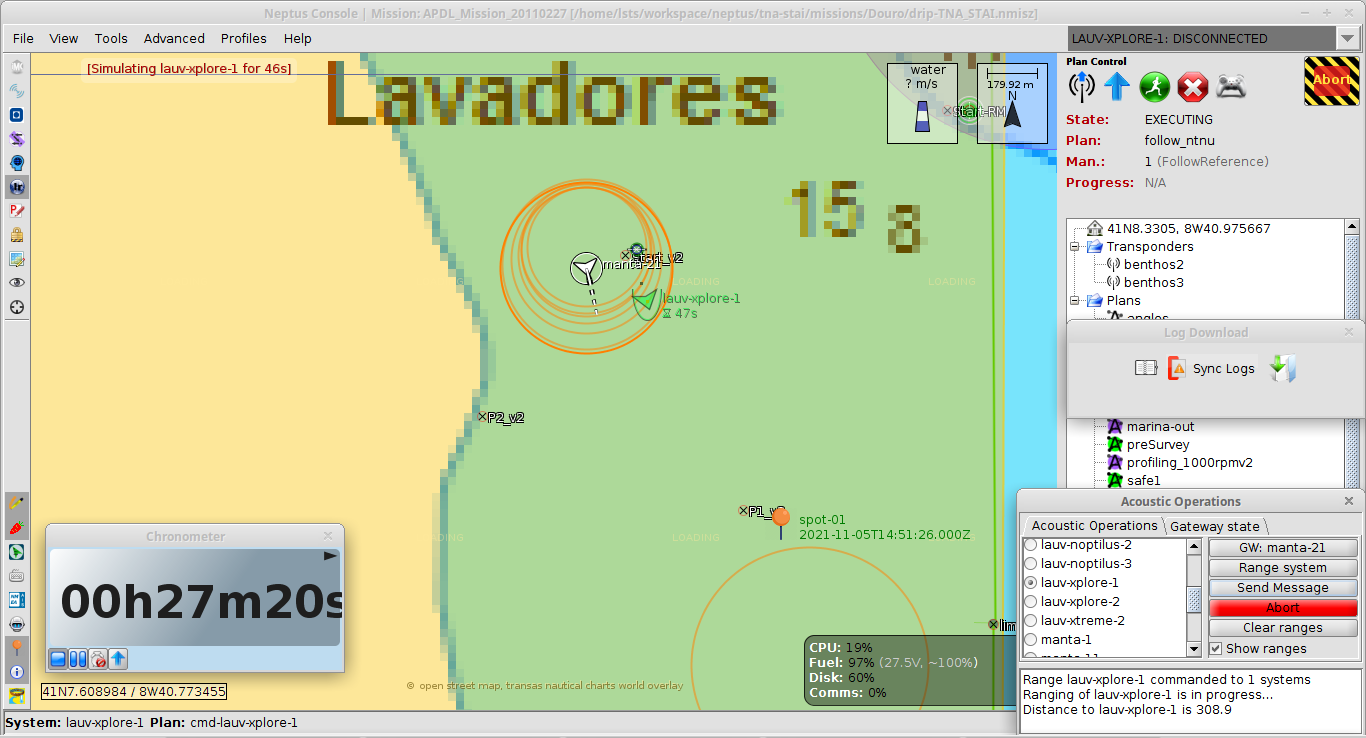 Neptus Console | Mission: APDL_Mission_20110227 [/home/lsts/workspace/neptus/tna-stai/missions/Douro/drip-TNA_STAI.nmisz]
File View Tools Advanced Profiles Help
LAUV-XPLORE-1: DISCONNECTED
[Simulating lauv-xplore-1 for 46s]
Lavadores
water
? m/s
179.92 m
N
Start-RM
15 8
Start_v2
manta-21
LOADING
LOADING
lauv-xplore-1
47s
P2_v2
P1_v2
spot-01
2021-11-05T14:51:26.000Z
LOADING
LOADING
Plan Control
Abort
State: EXECUTING
Plan: follow_ntnu
Man.: 1 (FollowReference)
Progress: N/A
41N8.3305, 8W40.975667
Transponders
benthos2
benthos3
Plans
angles
Log Download
Sync Logs
marina-out
preSurvey
profiling_1000rpmv2
safe1
Chronometer
00h27m20s
41N7.608984 / 8W40.773455
© open street map, transas nautical charts world overlay
CPU: 19%
Fuel: 97% (27.5V, ~100%)
Disk: 60%
Comms: 0%
Acoustic Operations
Acoustic Operations Gateway state
lauv-noptilus-2
lauv-noptilus-3
lauv-xplore-1
lauv-xplore-2
lauv-xtreme-2
manta-1
manta-11
GW: manta-21
Range system
Send Message
Abort
Clear ranges
Show ranges
Range lauv-xplore-1 commanded to 1 systems
Ranging of lauv-xplore-1 is in progress...
Distance to lauv-xplore-1 is 308.9
System: lauv-xplore-1 Plan: cmd-lauv-xplore-1